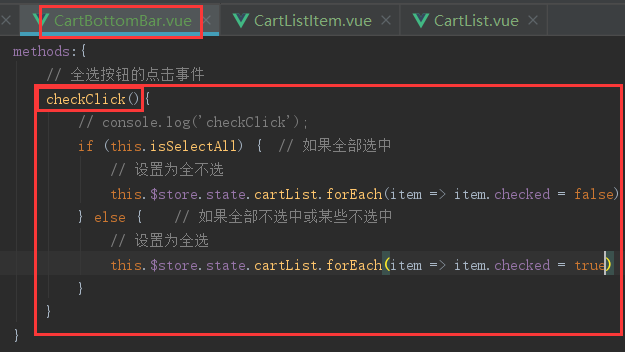 CartBottomBar.vue CartListItem.vue CartList.vue
methods:{
// 全选按钮的点击事件
checkClick(){
// console.log('checkClick');
if (this.isSelectAll) { // 如果全部选中
// 设置为全不选
this.$store.state.cartList.forEach(item => item.checked = false)
} else { // 如果全部不选中或某些不选中
// 设置为全选
this.$store.state.cartList.forEach(item => item.checked = true)
}
}
}